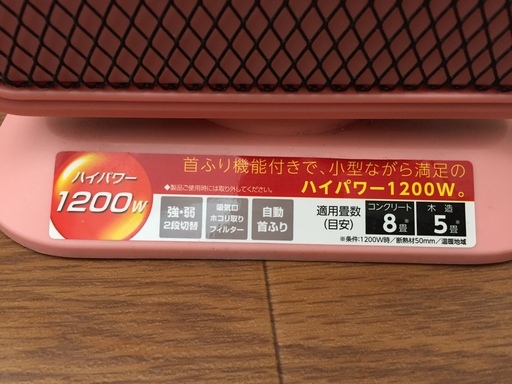 首ふり機能付きで、小型ながら満足の
◆製品ご使用時には取り外してください。
ハイパワー1200W。
ハイパワー
1200W
強・弱
2段切替
吸気口
ホコリ取り
フィルター
自動
首ふり
適用畳数
(目安)
コンクリート
8畳
木造
5畳
※条件:1200W時/断熱材50mm/温暖地域